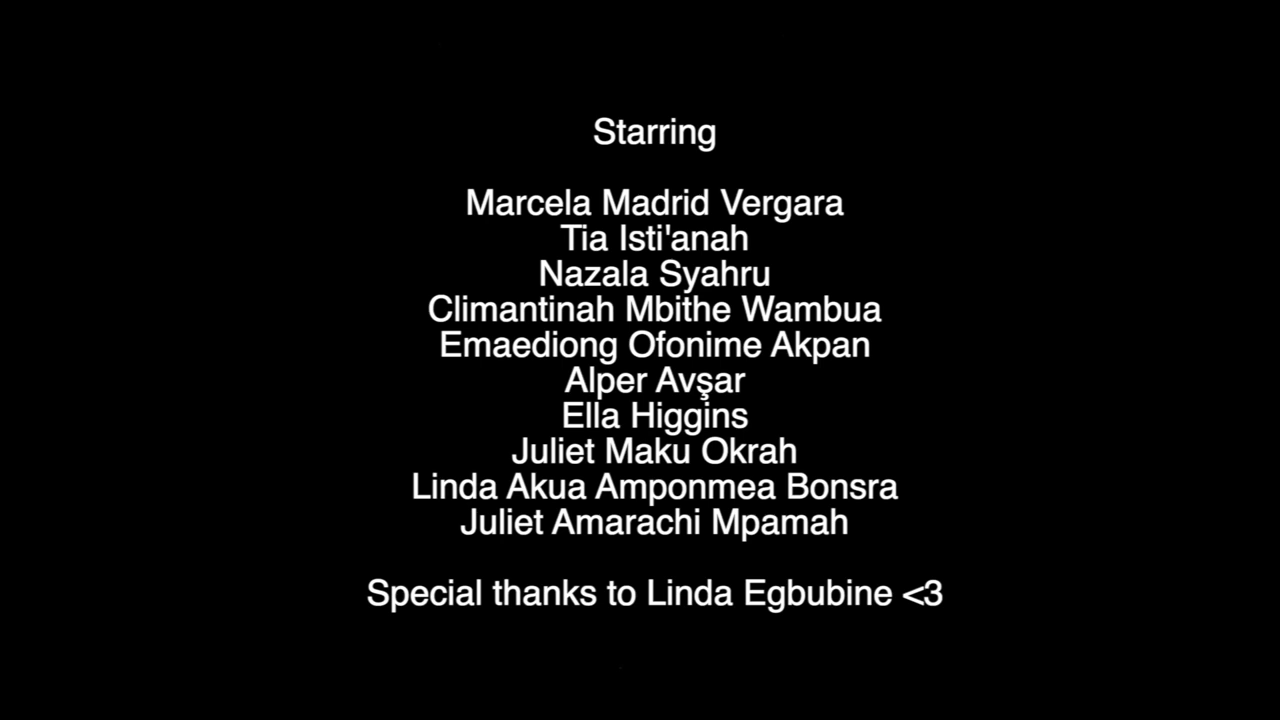 Starring
Marcela Madrid Vergara
Tia Isti'anah
Nazala Syahru
Climantinah Mbithe Wambua
Emaediong Ofonime Akpan
Alper Avşar
Ella Higgins
Juliet Maku Okrah
Linda Akua Amponmea Bonsra
Juliet Amarachi Mpamah
Special thanks to Linda Egbubine <3